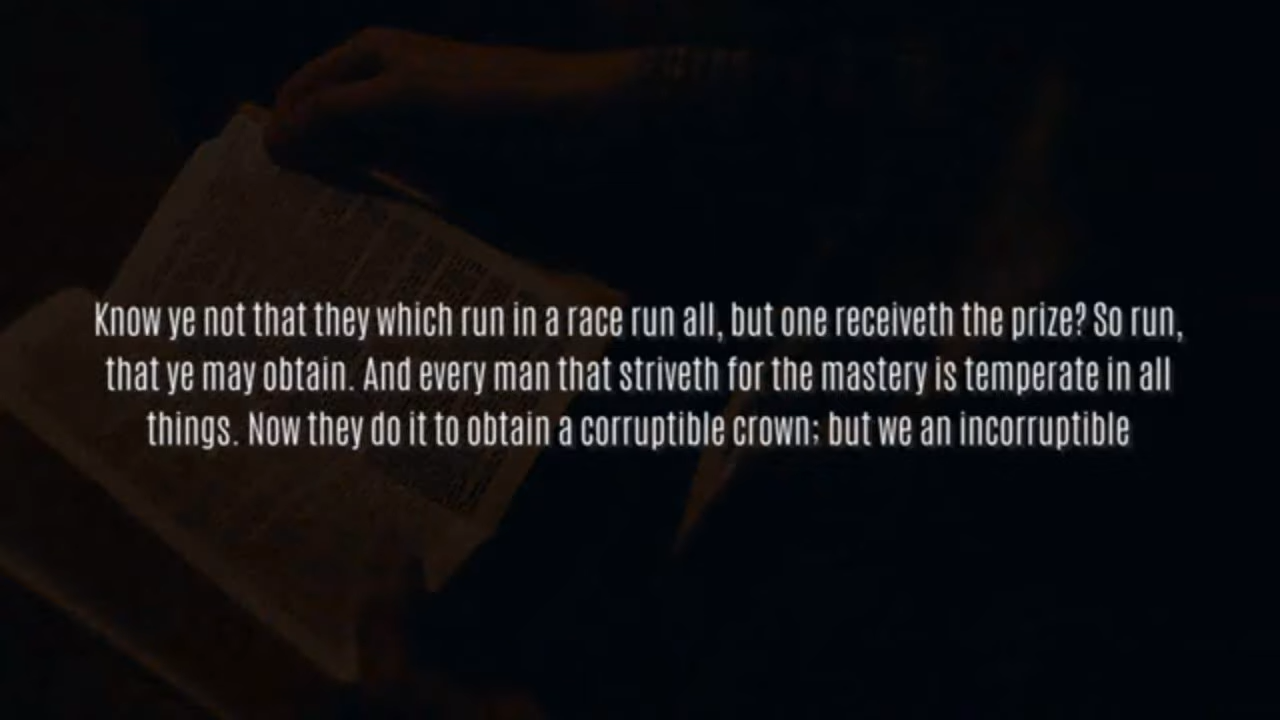 Know ye not that they which run in a race run all, but one receiveth the prize? So run,
that ye may obtain. And every man that striveth for the mastery is temperate in all
things. Now they do it to obtain a corruptible crown; but we an incorruptible